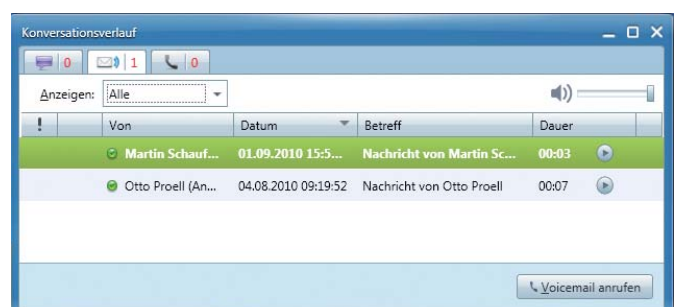 Konversationsverlauf
0 1 0
Anzeigen: Alle
! Von Datum Betreff Dauer
Martin Schauf... 01.09.2010 15:5... Nachricht von Martin Sc... 00:03
Otto Proell (An... 04.08.2010 09:19:52 Nachricht von Otto Proell 00:07
Voicemail anrufen